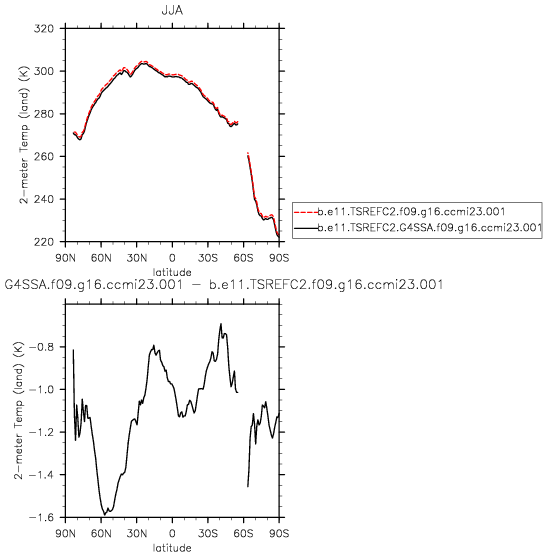 JJA
320
300
280
260
240
220
2-meter Temp (land) (K)
90N 60N 30N 0 30S 60S 90S
latitude
b.e11.TSREFC2.f09.g16.ccmi23.001
b.e11.TSREFC2.G4SSA.f09.g16.ccmi23.001
G4SSA.f09.g16.ccmi23.001 - b.e11.TSREFC2.f09.g16.ccmi23.001
-0.8
-1.0
-1.2
-1.4
-1.6
2-meter Temp (land) (K)
90N 60N 30N 0 30S 60S 90S
latitude